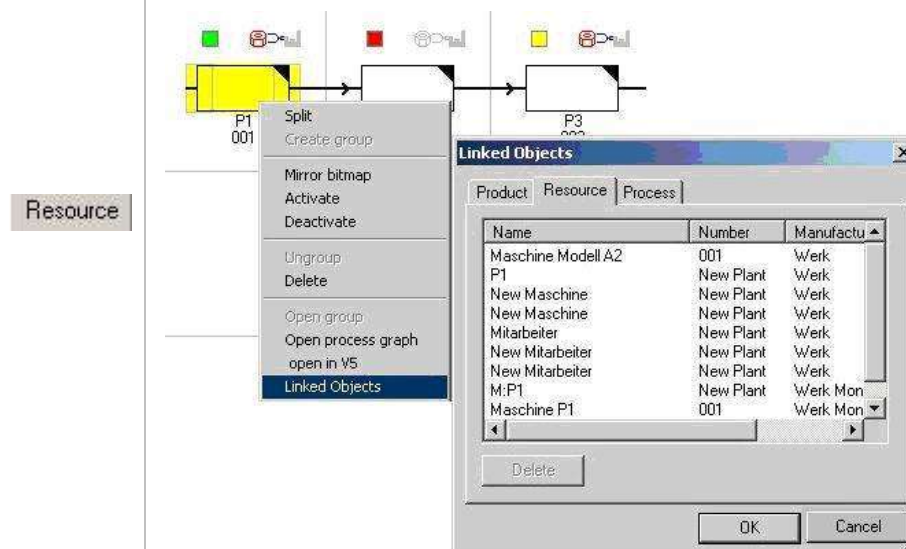 Resource
P1
001
P3
Split
Create group
Mirror bitmap
Activate
Deactivate
Ungroup
Delete
Open group
Open process graph
open in V5
Linked Objects
Linked Objects
Product Resource Process
Name Number Manufactu
Maschine Modell A2 001 Werk
P1 New Plant Werk
New Maschine New Plant Werk
New Maschine New Plant Werk
Mitarbeiter New Plant Werk
New Mitarbeiter New Plant Werk
New Mitarbeiter New Plant Werk
M:P1 New Plant Werk Mon
Maschine P1 001 Werk Mon
Delete
OK Cancel